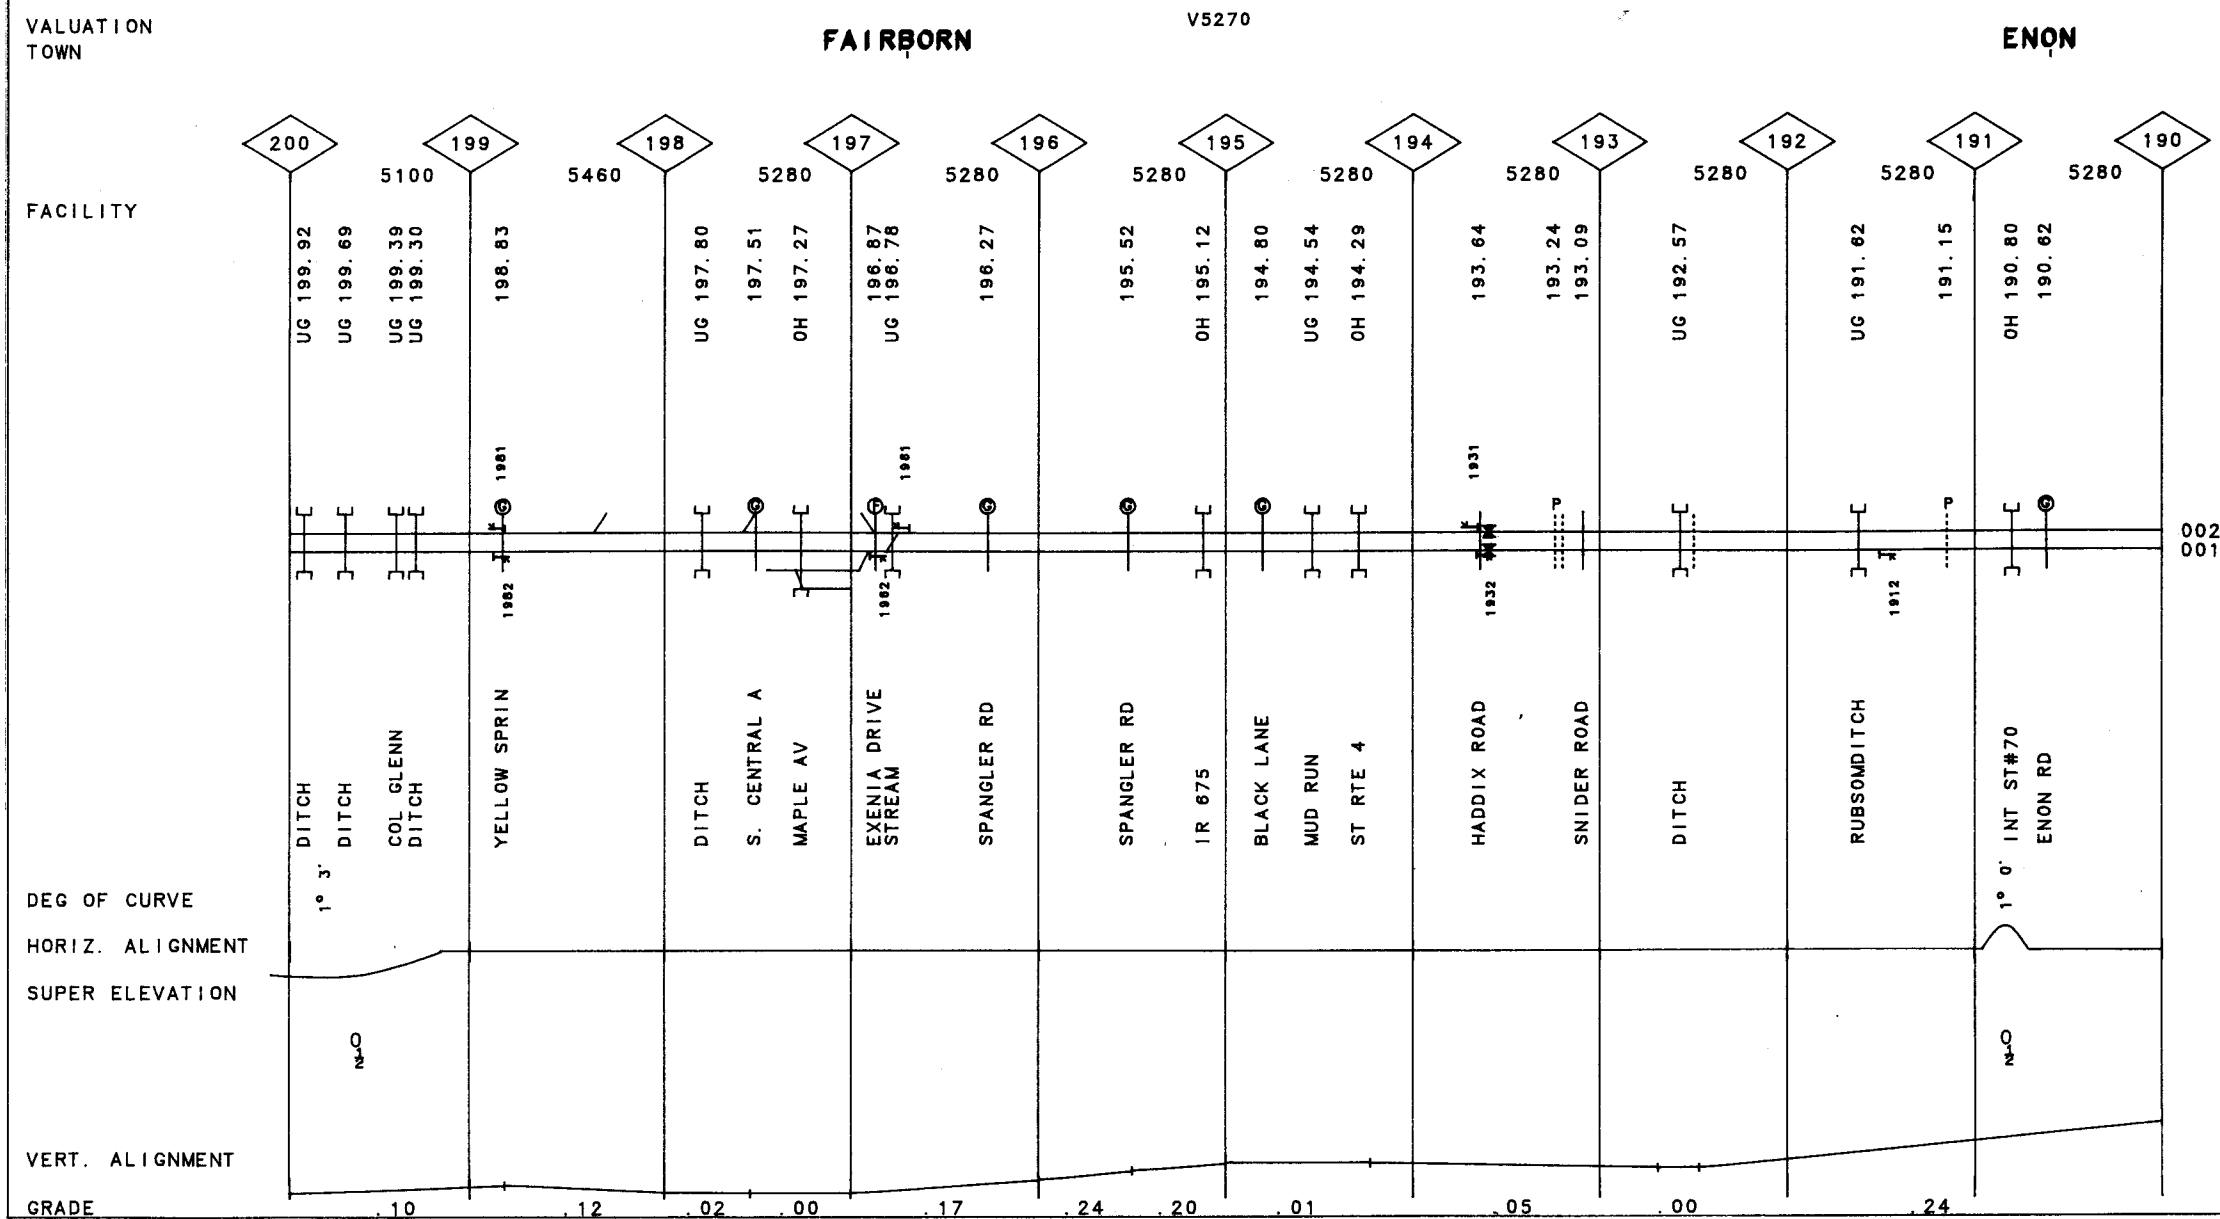 VALUATION
V5270
TOWN
FAIRBORN
ENON
200
199
198
197
196
195
194
193
192
191
190
5100
5460
5280
5280
5280
5280
5280
5280
5280
5280
FACILITY
UG 199.92
UG 199.69
UG 199.39
UG 199.30
198.83
UG 197.80
197.51
OH 197.27
196.87
UG 196.78
196.27
195.52
OH 195.12
194.80
UG 194.54
OH 194.29
193.64
193.24
193.09
UG 192.57
UG 191.62
191.15
OH 190.80
190.62
1981
1981
1931
G
G
F
G
G
G
P
P
G
002
001
1982
1982
1932
1912
DITCH
DITCH
COL GLENN
DITCH
YELLOW SPRIN
DITCH
S. CENTRAL A
MAPLE AV
EXENIA DRIVE
STREAM
SPANGLER RD
SPANGLER RD
IR 675
BLACK LANE
MUD RUN
ST RTE 4
HADDIX ROAD
SNIDER ROAD
DITCH
RUBSOMDITCH
INT ST#70
ENON RD
DEG OF CURVE
1° 3'
1° 0'
HORIZ. ALIGNMENT
SUPER ELEVATION
0 1/2
0 1/2
VERT. ALIGNMENT
GRADE .10 .12 .02 .00 .17 .24 .20 .01 .05 .00 .24